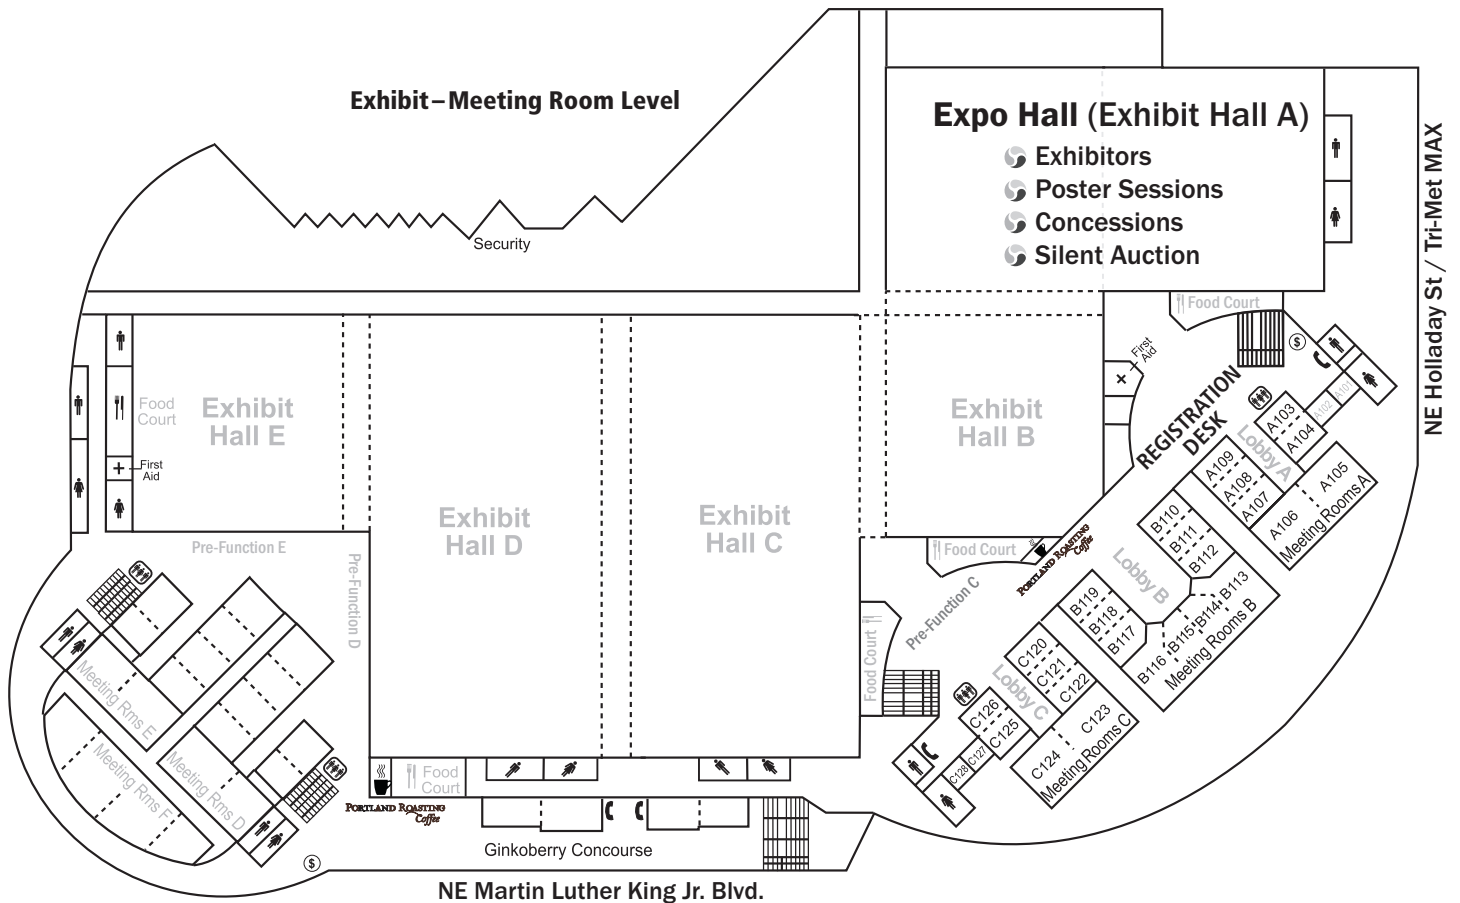 Exhibit–Meeting Room Level
Expo Hall (Exhibit Hall A)
Exhibitors
Poster Sessions
Concessions
Silent Auction
Security
NE Holladay St / Tri-Met MAX
Food Court
$
First
Aid
REGISTRATION
DESK
A101
A102
A103
A104
Lobby A
A109
A108
A107
A105
A106
Meeting Rooms A
Food
Court
First
Aid
Exhibit
Hall E
Exhibit
Hall D
Exhibit
Hall C
Exhibit
Hall B
B110
B111
B112
Lobby B
B113
B114
B115
B116
Meeting Rooms B
B119
B118
B117
Food Court
PORTLAND ROASTING
Coffee
Pre-Function C
Food Court
C120
C121
C122
Lobby C
C123
C124
Meeting Rooms C
C126
C125
C127
C128
Pre-Function E
Pre-Function D
Meeting Rms E
Meeting Rms F
Meeting Rms D
Food
Court
PORTLAND ROASTING
Coffee
$
Ginkoberry Concourse
NE Martin Luther King Jr. Blvd.